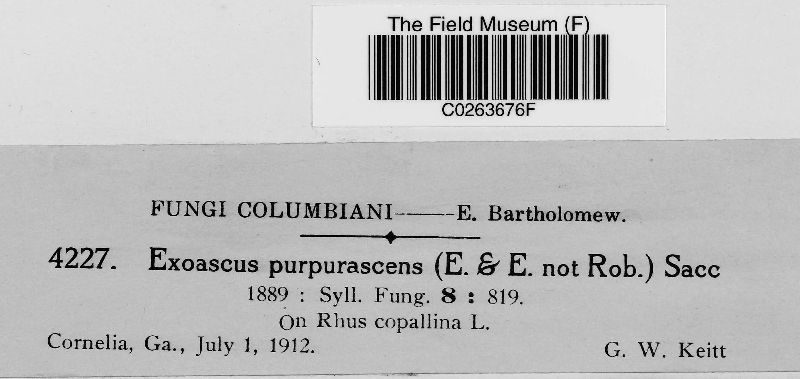 The Field Museum (F)
C0263676F
FUNGI COLUMBIANI——E. Bartholomew.
4227. Exoascus purpurascens (E. & E. not Rob.) Sacc
1889 : Syll. Fung. 8 : 819.
On Rhus copallina L.
Cornelia, Ga., July 1, 1912. G. W. Keitt